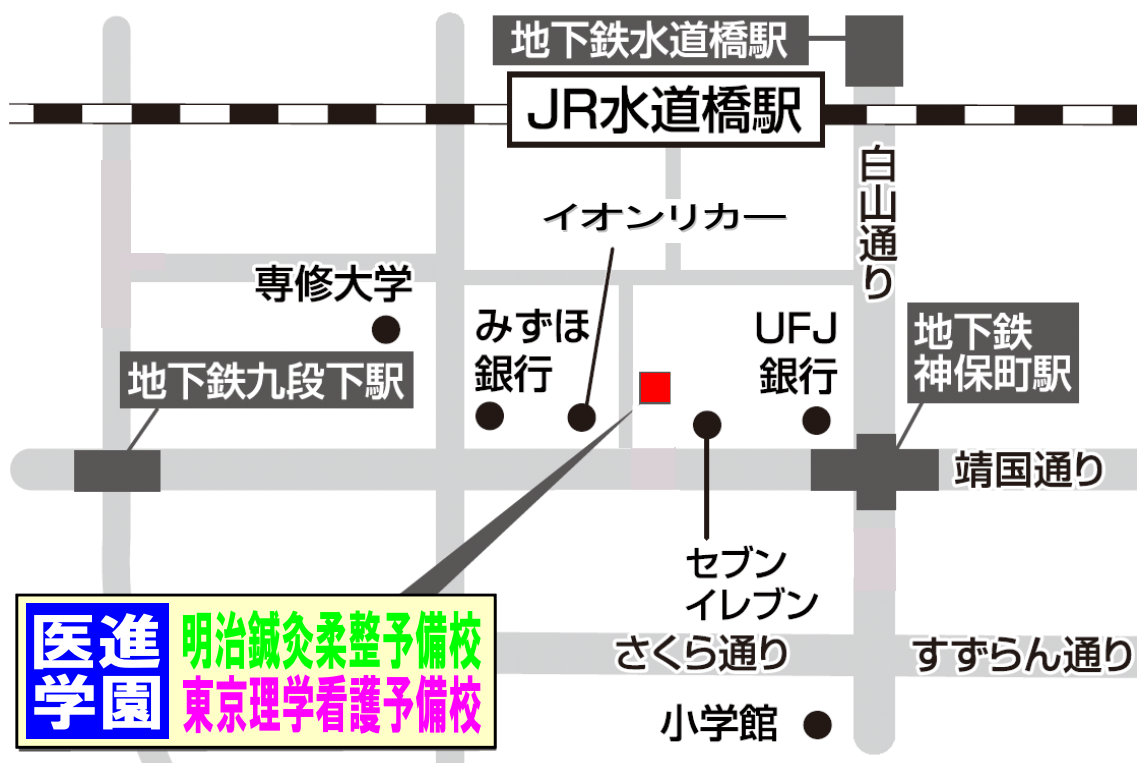 地下鉄水道橋駅
JR水道橋駅
白山通り
イオンリカー
専修大学
みずほ
銀行
UFJ
銀行
地下鉄
神保町駅
地下鉄九段下駅
靖国通り
セブン
イレブン
医進
学園
明治鍼灸柔整予備校
東京理学看護予備校
さくら通り
すずらん通り
小学館